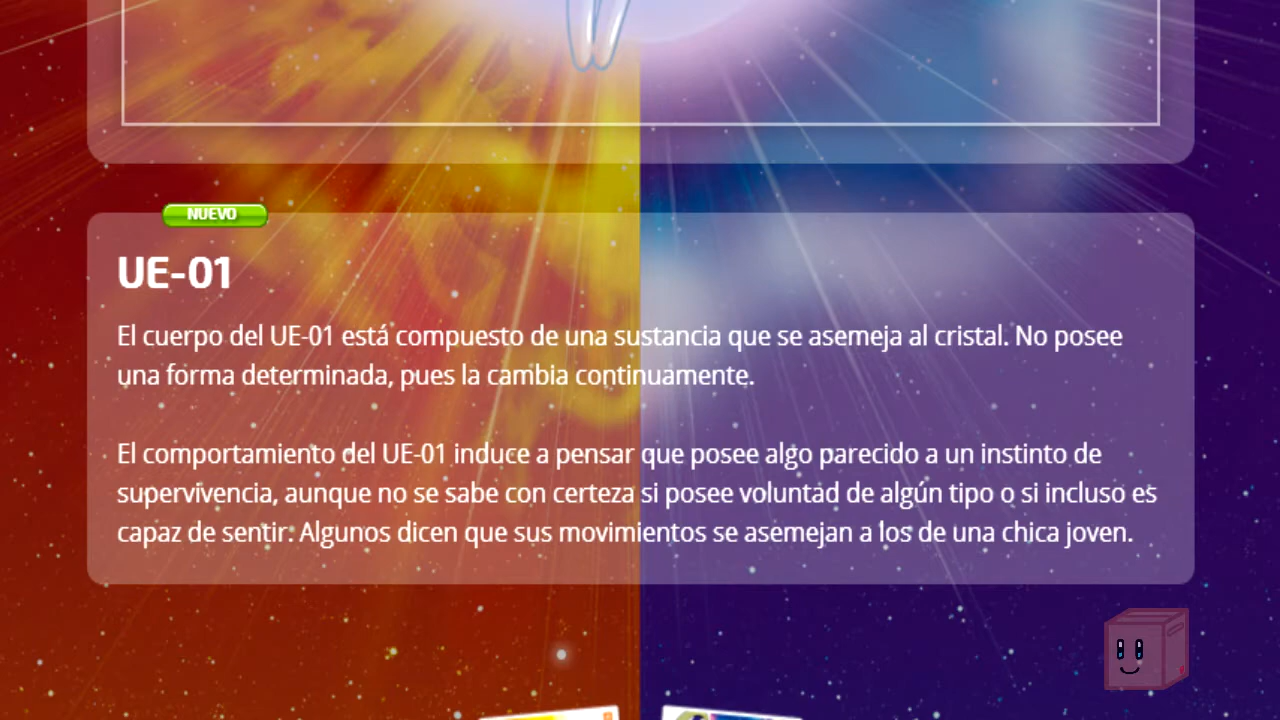 NUEVO
UE-01
El cuerpo del UE-01 está compuesto de una sustancia que se asemeja al cristal. No posee
una forma determinada, pues la cambia continuamente.
El comportamiento del UE-01 induce a pensar que posee algo parecido a un instinto de
supervivencia, aunque no se sabe con certeza si posee voluntad de algún tipo o si incluso es
capaz de sentir. Algunos dicen que sus movimientos se asemejan a los de una chica joven.